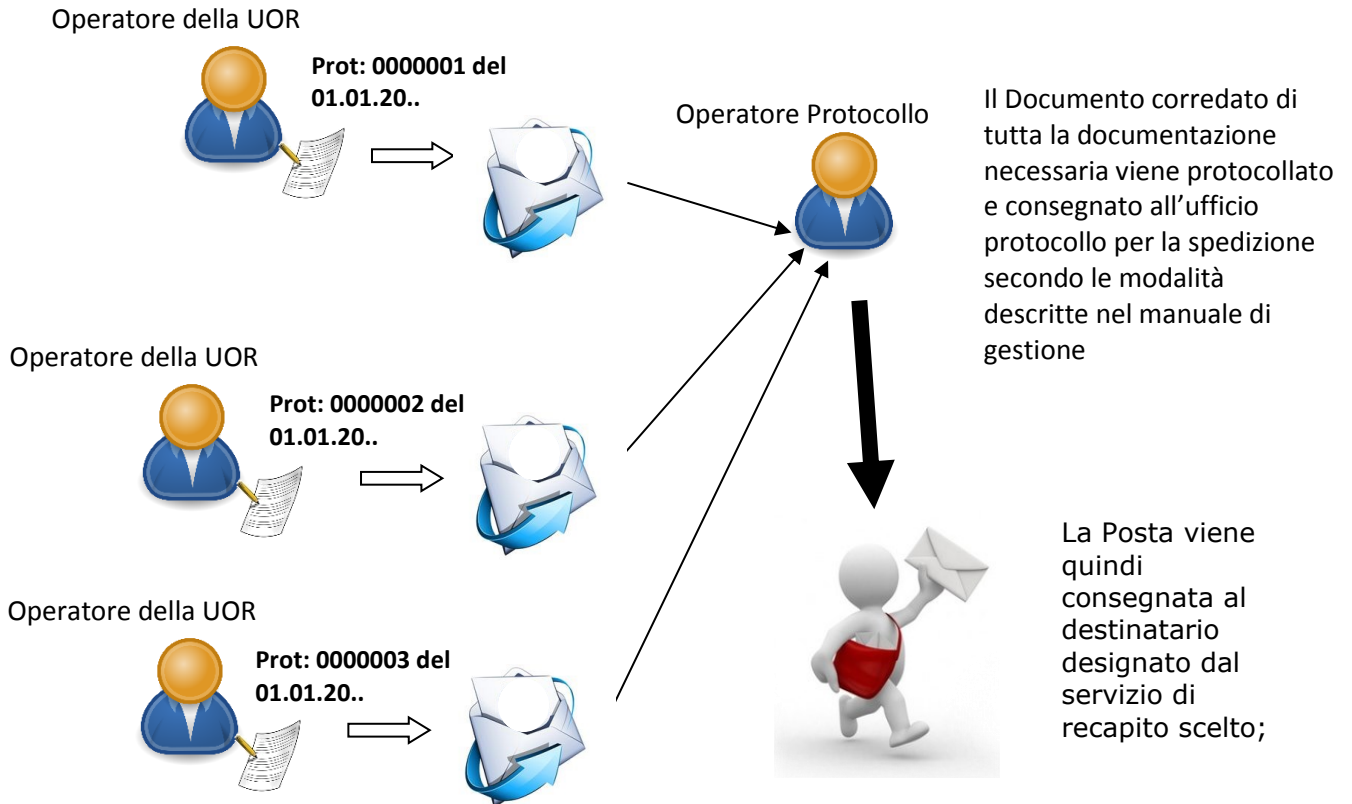 Operatore della UOR
Prot: 0000001 del
01.01.20..
Operatore Protocollo
Il Documento corredato di
tutta la documentazione
necessaria viene protocollato
e consegnato all’ufficio
protocollo per la spedizione
secondo le modalità
descritte nel manuale di
gestione
Operatore della UOR
Prot: 0000002 del
01.01.20..
La Posta viene
quindi
consegnata al
destinatario
designato dal
servizio di
recapito scelto;
Operatore della UOR
Prot: 0000003 del
01.01.20..